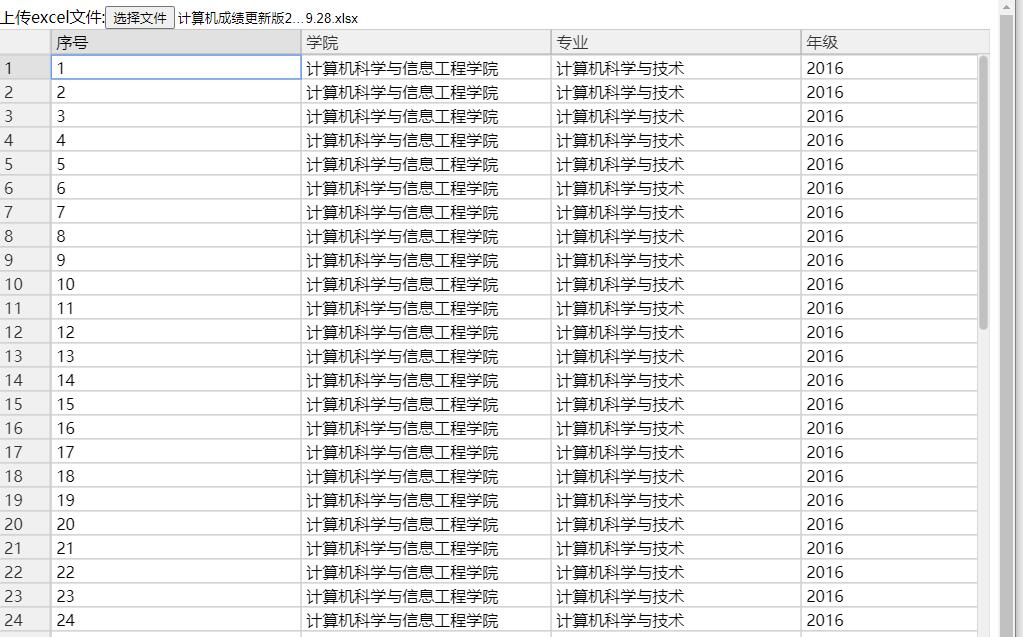 上传excel文件: 选择文件 计算机成绩更新版2...9.28.xlsx
序号 学院 专业 年级
1 1 计算机科学与信息工程学院 计算机科学与技术 2016
2 2 计算机科学与信息工程学院 计算机科学与技术 2016
3 3 计算机科学与信息工程学院 计算机科学与技术 2016
4 4 计算机科学与信息工程学院 计算机科学与技术 2016
5 5 计算机科学与信息工程学院 计算机科学与技术 2016
6 6 计算机科学与信息工程学院 计算机科学与技术 2016
7 7 计算机科学与信息工程学院 计算机科学与技术 2016
8 8 计算机科学与信息工程学院 计算机科学与技术 2016
9 9 计算机科学与信息工程学院 计算机科学与技术 2016
10 10 计算机科学与信息工程学院 计算机科学与技术 2016
11 11 计算机科学与信息工程学院 计算机科学与技术 2016
12 12 计算机科学与信息工程学院 计算机科学与技术 2016
13 13 计算机科学与信息工程学院 计算机科学与技术 2016
14 14 计算机科学与信息工程学院 计算机科学与技术 2016
15 15 计算机科学与信息工程学院 计算机科学与技术 2016
16 16 计算机科学与信息工程学院 计算机科学与技术 2016
17 17 计算机科学与信息工程学院 计算机科学与技术 2016
18 18 计算机科学与信息工程学院 计算机科学与技术 2016
19 19 计算机科学与信息工程学院 计算机科学与技术 2016
20 20 计算机科学与信息工程学院 计算机科学与技术 2016
21 21 计算机科学与信息工程学院 计算机科学与技术 2016
22 22 计算机科学与信息工程学院 计算机科学与技术 2016
23 23 计算机科学与信息工程学院 计算机科学与技术 2016
24 24 计算机科学与信息工程学院 计算机科学与技术 2016